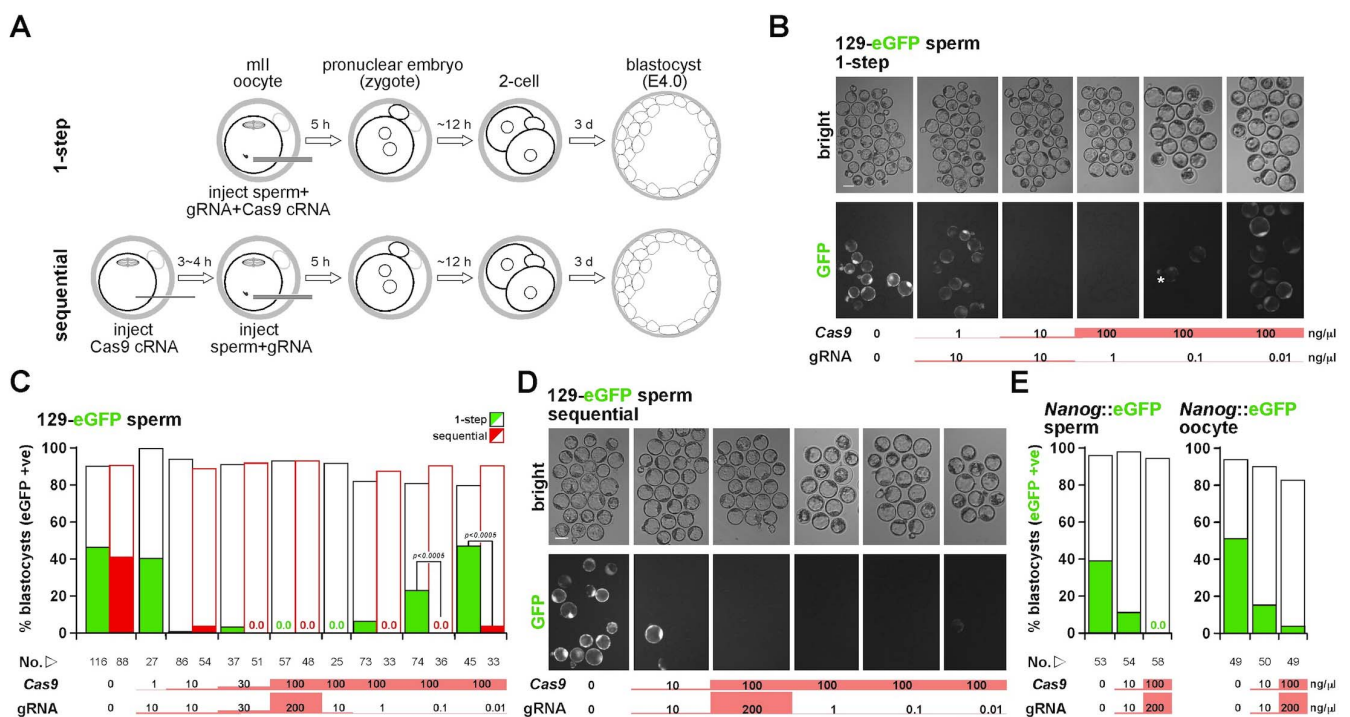 A
mII
oocyte
pronuclear embryo
(zygote)
2-cell
blastocyst
(E4.0)
1-step
5 h
~12 h
3 d
inject sperm+
gRNA+Cas9 cRNA
sequential
3~4 h
5 h
~12 h
3 d
inject
Cas9 cRNA
inject
sperm+gRNA
B
129-eGFP sperm
1-step
bright
GFP
*
Cas9 0 1 10 100 100 100 ng/µl
gRNA 0 10 10 1 0.1 0.01 ng/µl
C
129-eGFP sperm
1-step
sequential
% blastocysts (eGFP +ve)
100
80
60
40
20
0
p<0.0005
p<0.0005
0.0 0.0 0.0 0.0 0.0 0.0
No. ▷ 116 88 27 86 54 37 51 57 48 25 73 33 74 36 45 33
Cas9 0 1 10 30 100 100 100 100 100
gRNA 0 10 10 30 200 10 1 0.1 0.01
D
129-eGFP sperm
sequential
bright
GFP
Cas9 0 10 100 100 100 100
gRNA 0 10 200 1 0.1 0.01
E
Nanog::eGFP
sperm
Nanog::eGFP
oocyte
% blastocysts (eGFP +ve)
100
80
60
40
20
0
0.0
100
80
60
40
20
0
No. ▷ 53 54 58 49 50 49
Cas9 0 10 100 0 10 100 ng/µl
gRNA 0 10 200 0 10 200 ng/µl